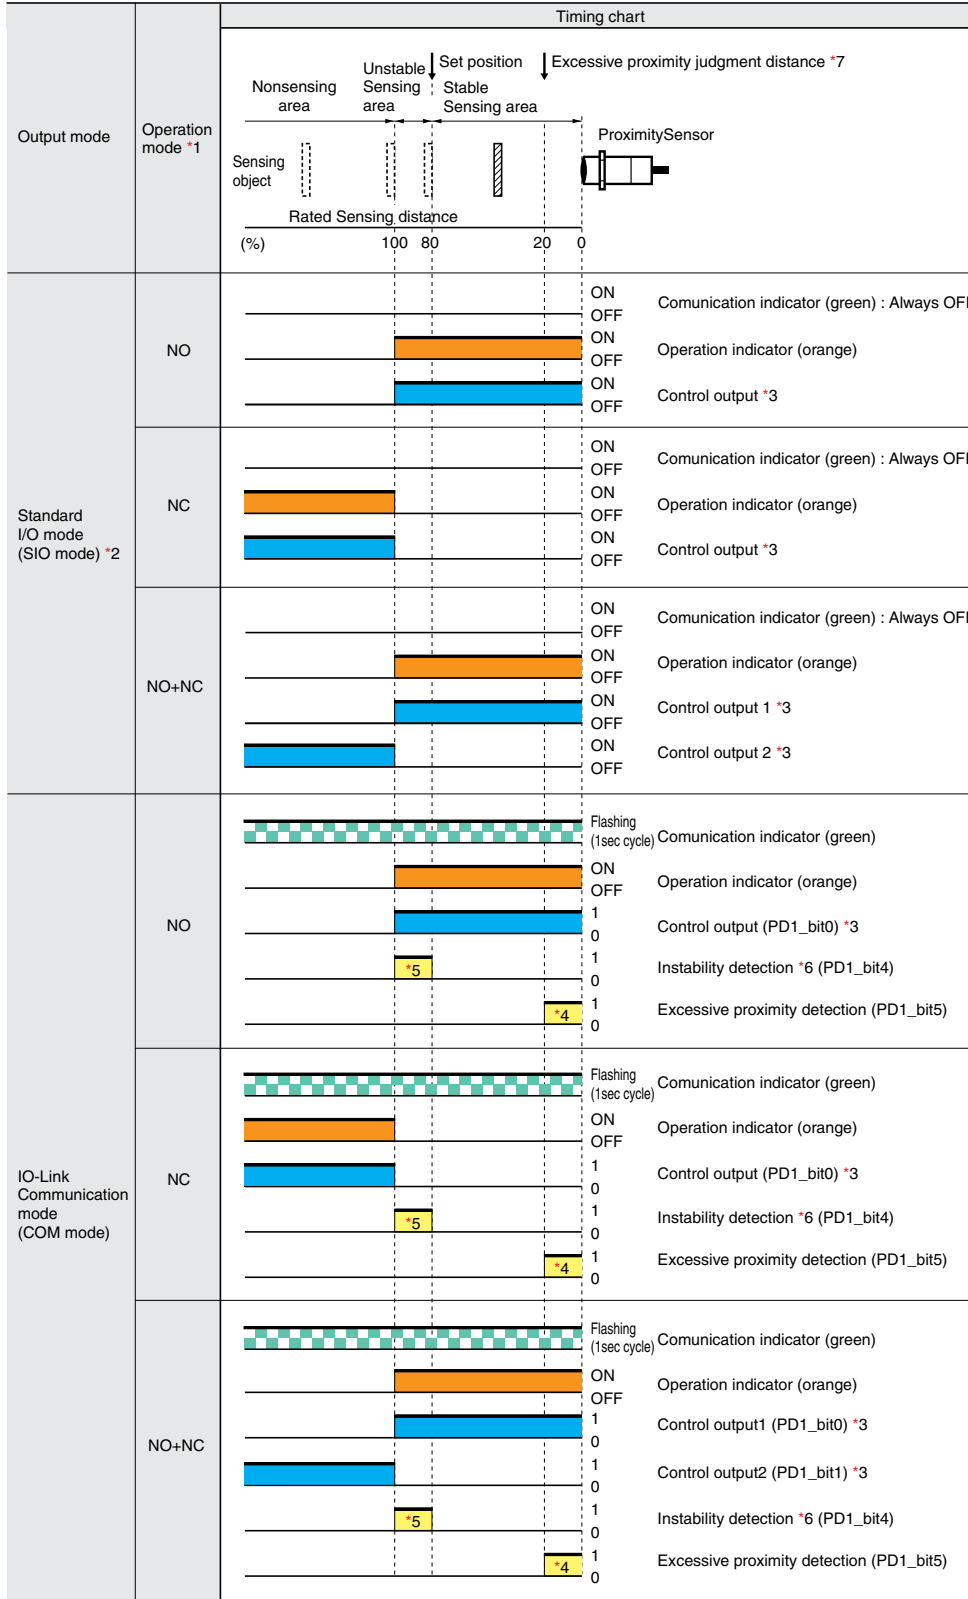 Timing chart
Output mode
Operation
mode *1
Nonsensing
area
Unstable
Sensing
area
Set position
Stable
Sensing area
Excessive proximity judgment distance *7
ProximitySensor
Sensing
object
Rated Sensing distance
(%)
100 80 20 0
Standard
I/O mode
(SIO mode) *2
NO
ON
OFF
Comunication indicator (green) : Always OFF
ON
OFF
Operation indicator (orange)
ON
OFF
Control output *3
NC
ON
OFF
Comunication indicator (green) : Always OFF
ON
OFF
Operation indicator (orange)
ON
OFF
Control output *3
NO+NC
ON
OFF
Comunication indicator (green) : Always OFF
ON
OFF
Operation indicator (orange)
ON
OFF
Control output 1 *3
ON
OFF
Control output 2 *3
IO-Link
Communication
mode
(COM mode)
NO
Flashing
(1sec cycle)
Comunication indicator (green)
ON
OFF
Operation indicator (orange)
1
0
Control output (PD1_bit0) *3
*5
1
0
Instability detection *6 (PD1_bit4)
*4
1
0
Excessive proximity detection (PD1_bit5)
NC
Flashing
(1sec cycle)
Comunication indicator (green)
ON
OFF
Operation indicator (orange)
1
0
Control output (PD1_bit0) *3
*5
1
0
Instability detection *6 (PD1_bit4)
*4
1
0
Excessive proximity detection (PD1_bit5)
NO+NC
Flashing
(1sec cycle)
Comunication indicator (green)
ON
OFF
Operation indicator (orange)
1
0
Control output1 (PD1_bit0) *3
1
0
Control output2 (PD1_bit1) *3
*5
1
0
Instability detection *6 (PD1_bit4)
*4
1
0
Excessive proximity detection (PD1_bit5)